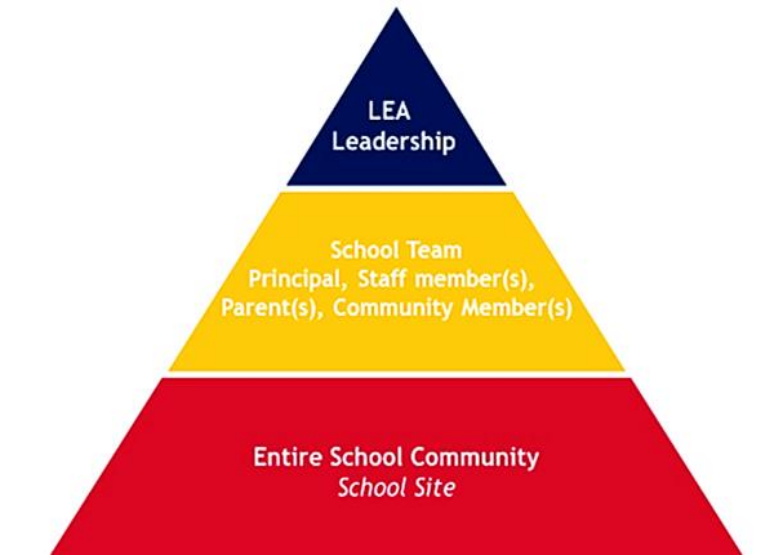 LEA
Leadership
School Team
Principal, Staff member(s),
Parent(s), Community Member(s)
Entire School Community
School Site